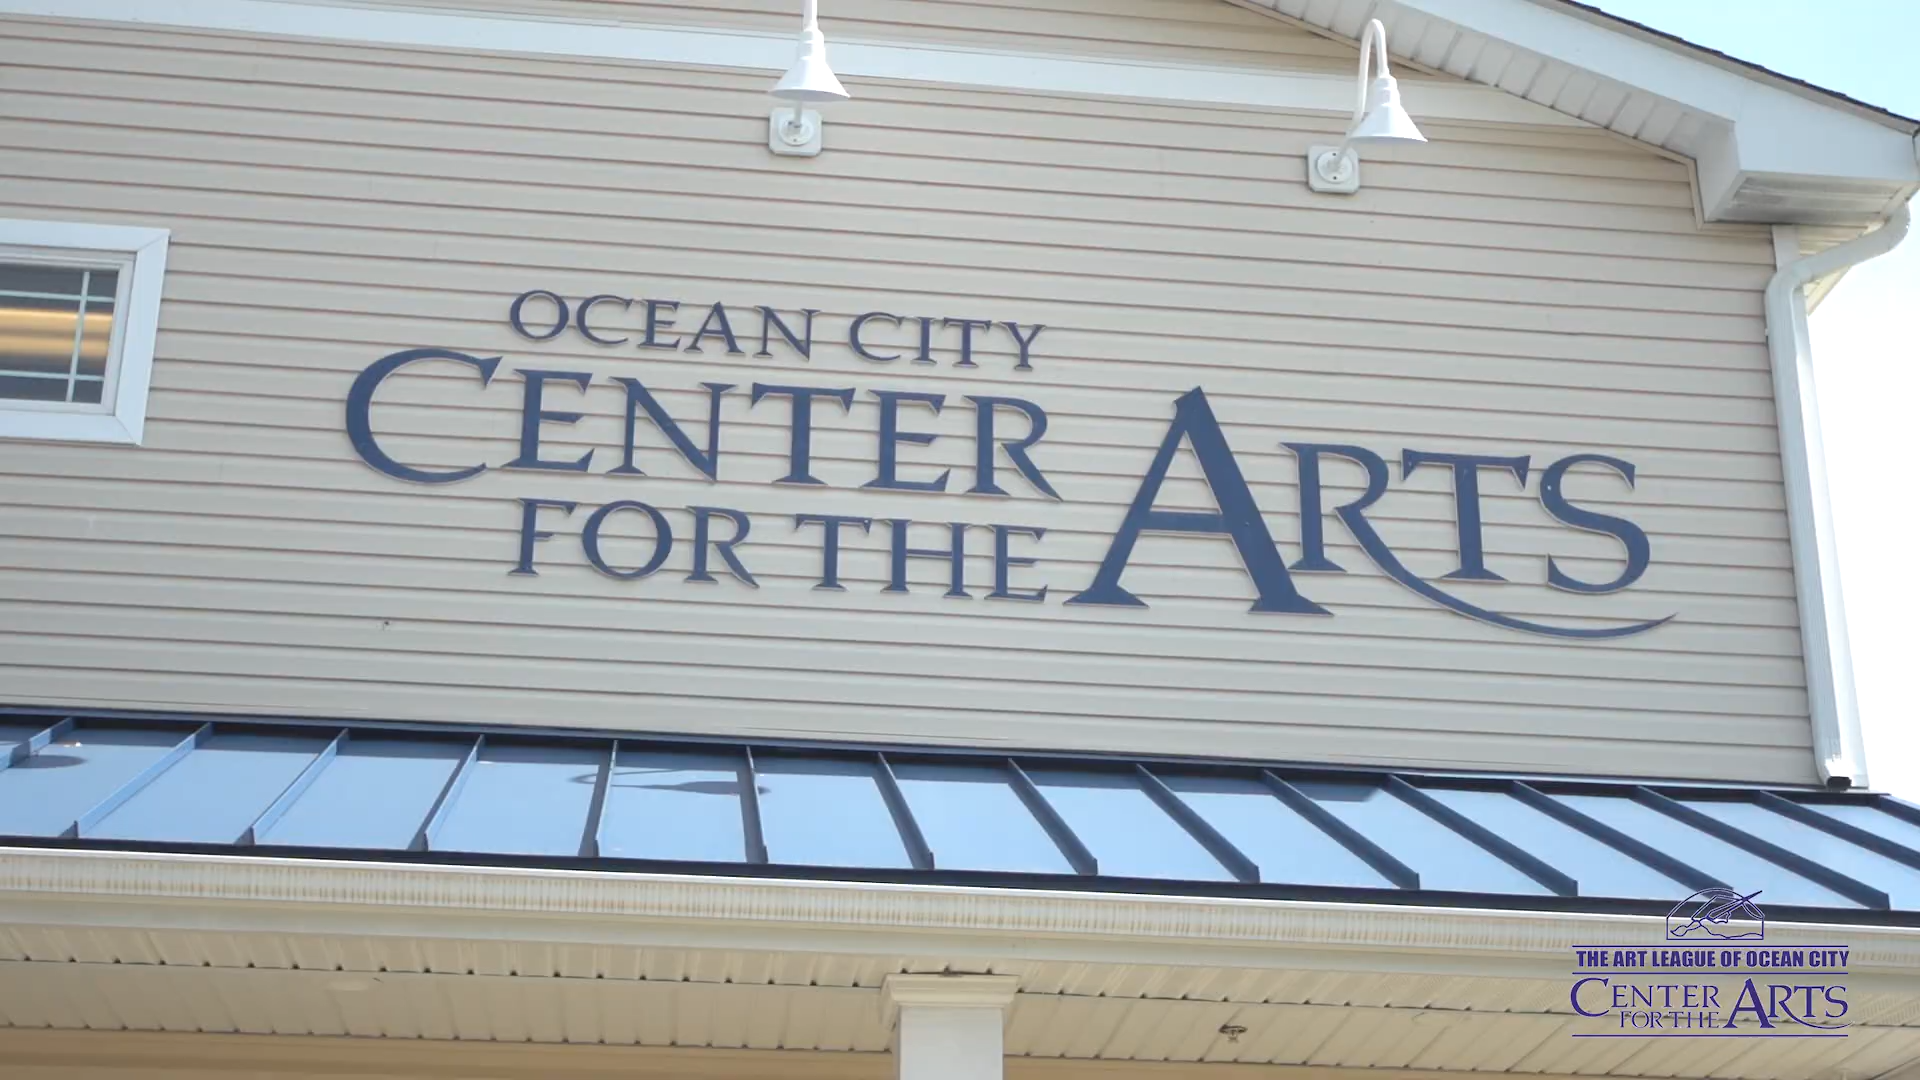 OCEAN CITY
CENTER
FOR THE ARTS
THE ART LEAGUE OF OCEAN CITY
CENTER
FOR THE ARTS